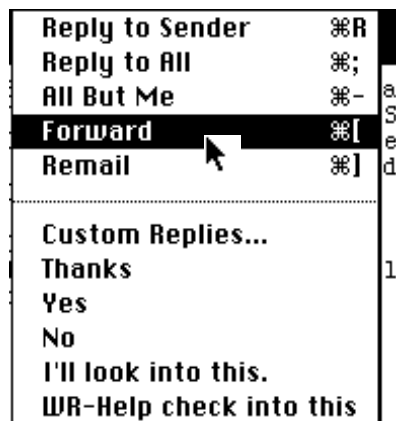 Reply to Sender ⌘R
Reply to All ⌘;
All But Me ⌘-
Forward ⌘[
Remail ⌘]
Custom Replies...
Thanks
Yes
No
I'll look into this.
WR-Help check into this